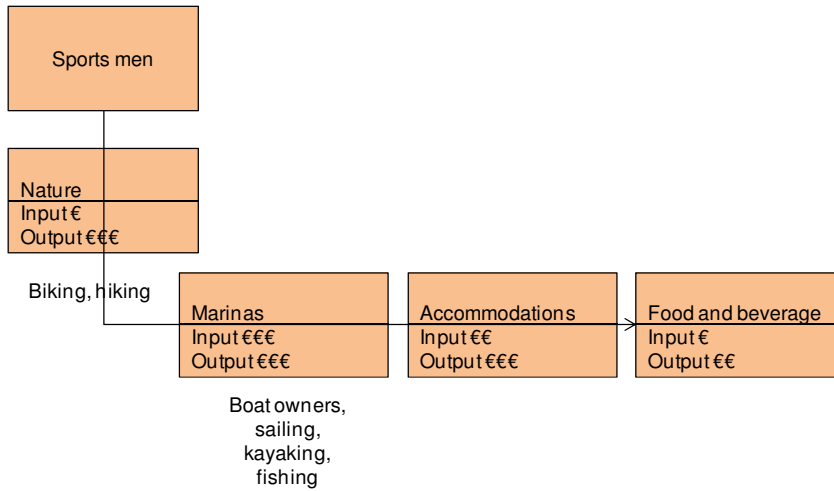 Sports men
Nature
Input €
Output €€€
Biking, hiking
Marinas
Input €€€
Output €€€
Boat owners,
sailing,
kayaking,
fishing
Accommodations
Input €€
Output €€€
Food and beverage
Input €
Output €€